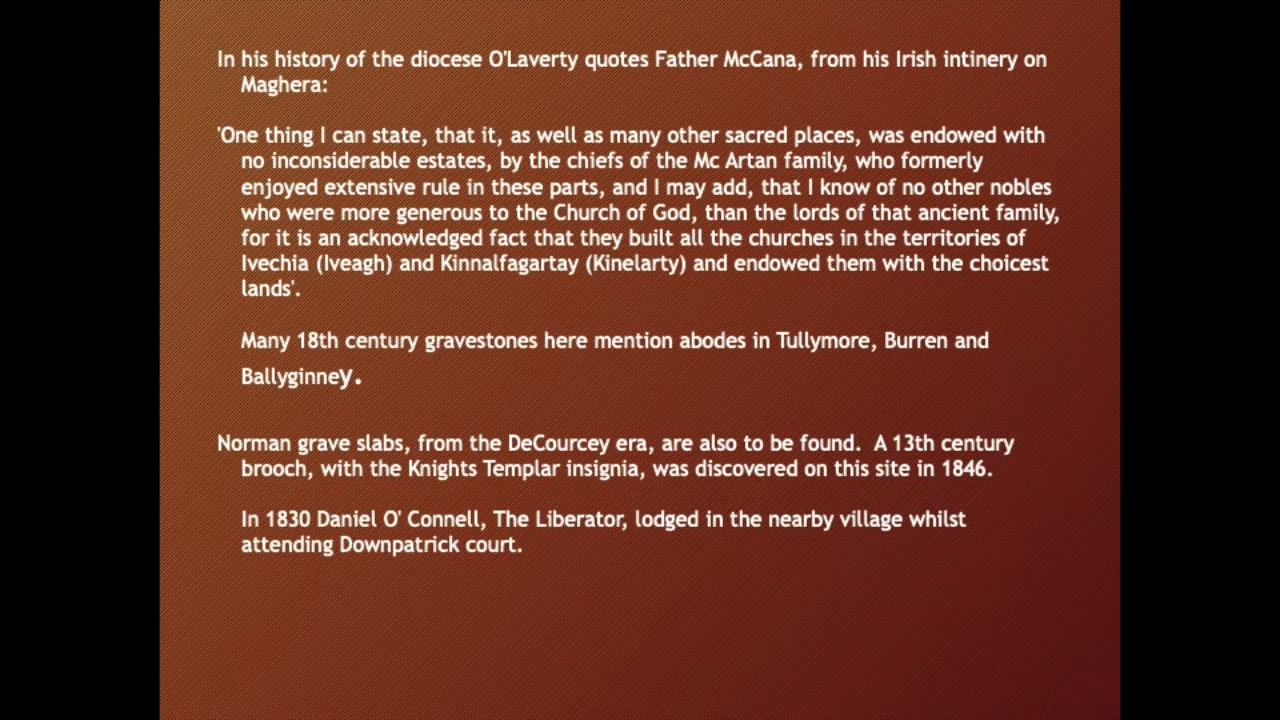 In his history of the diocese O'Laverty quotes Father McCana, from his Irish intinery on
Maghera:
'One thing I can state, that it, as well as many other sacred places, was endowed with
no inconsiderable estates, by the chiefs of the Mc Artan family, who formerly
enjoyed extensive rule in these parts, and I may add, that I know of no other nobles
who were more generous to the Church of God, than the lords of that ancient family,
for it is an acknowledged fact that they built all the churches in the territories of
Ivechia (Iveagh) and Kinnalfagartay (Kinelarty) and endowed them with the choicest
lands'.
Many 18th century gravestones here mention abodes in Tullymore, Burren and
Ballyginney.
Norman grave slabs, from the DeCourcey era, are also to be found.  A 13th century
brooch, with the Knights Templar insignia, was discovered on this site in 1846.
In 1830 Daniel O' Connell, The Liberator, lodged in the nearby village whilst
attending Downpatrick court.